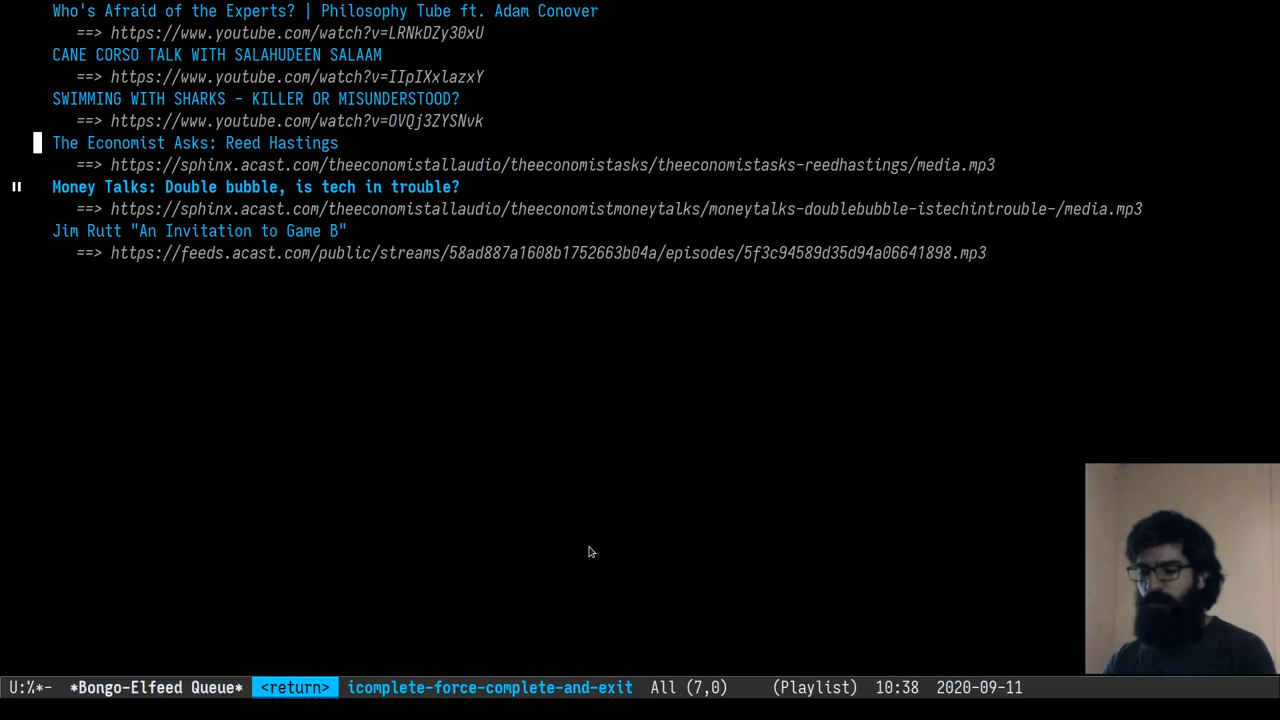 Who's Afraid of the Experts? | Philosophy Tube ft. Adam Conover
==> https://www.youtube.com/watch?v=LRNkDZy30xU
CANE CORSO TALK WITH SALAHUDEEN SALAAM
==> https://www.youtube.com/watch?v=IIpIXxlazxY
SWIMMING WITH SHARKS - KILLER OR MISUNDERSTOOD?
==> https://www.youtube.com/watch?v=OVQj3ZYSNvk
The Economist Asks: Reed Hastings
==> https://sphinx.acast.com/theeconomistallaudio/theeconomistasks/theeconomistasks-reedhastings/media.mp3
Money Talks: Double bubble, is tech in trouble?
==> https://sphinx.acast.com/theeconomistallaudio/theeconomistmoneytalks/moneytalks-doublebubble-istechintrouble-/media.mp3
Jim Rutt "An Invitation to Game B"
==> https://feeds.acast.com/public/streams/58ad887a1608b1752663b04a/episodes/5f3c94589d35d94a06641898.mp3
U:%*- *Bongo-Elfeed Queue* <return> icomplete-force-complete-and-exit All (7,0) (Playlist) 10:38 2020-09-11